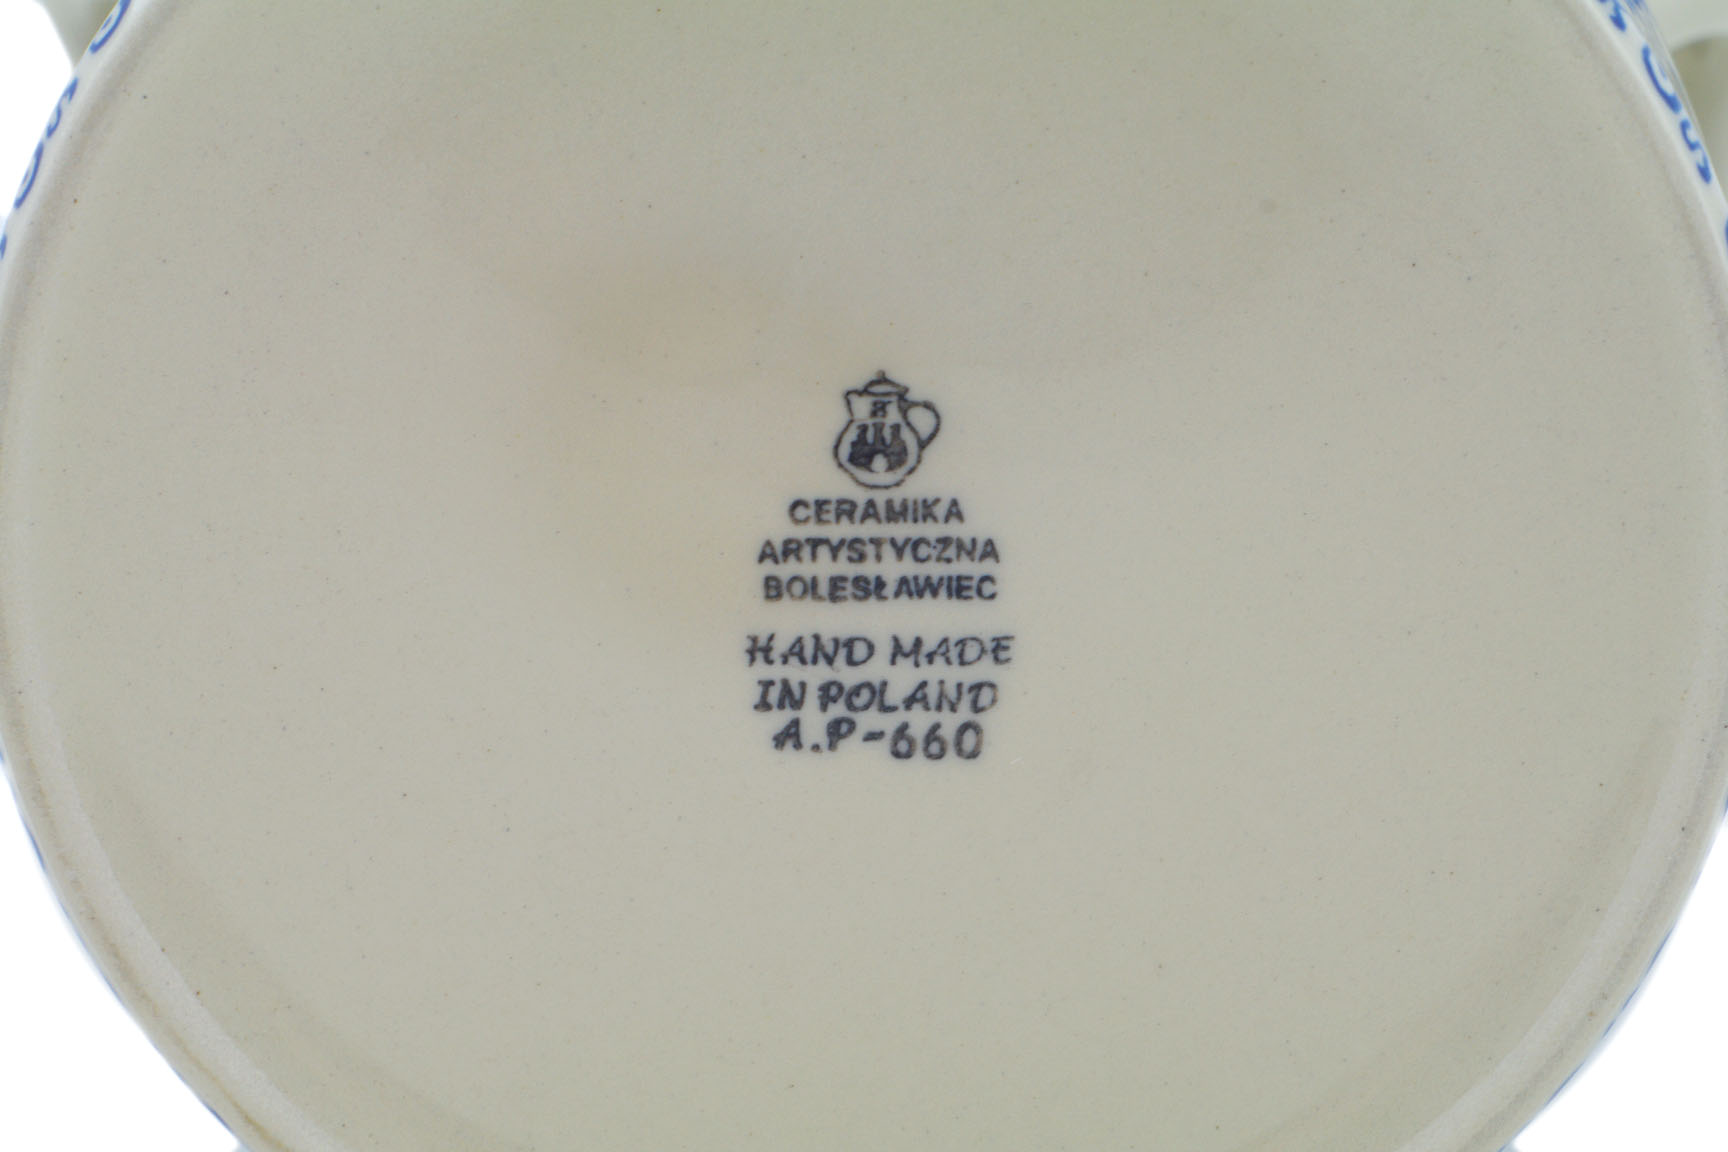 CERAMIKA
ARTYSTYCZNA
BOLESŁAWIEC
HAND MADE
IN POLAND
A.P-660